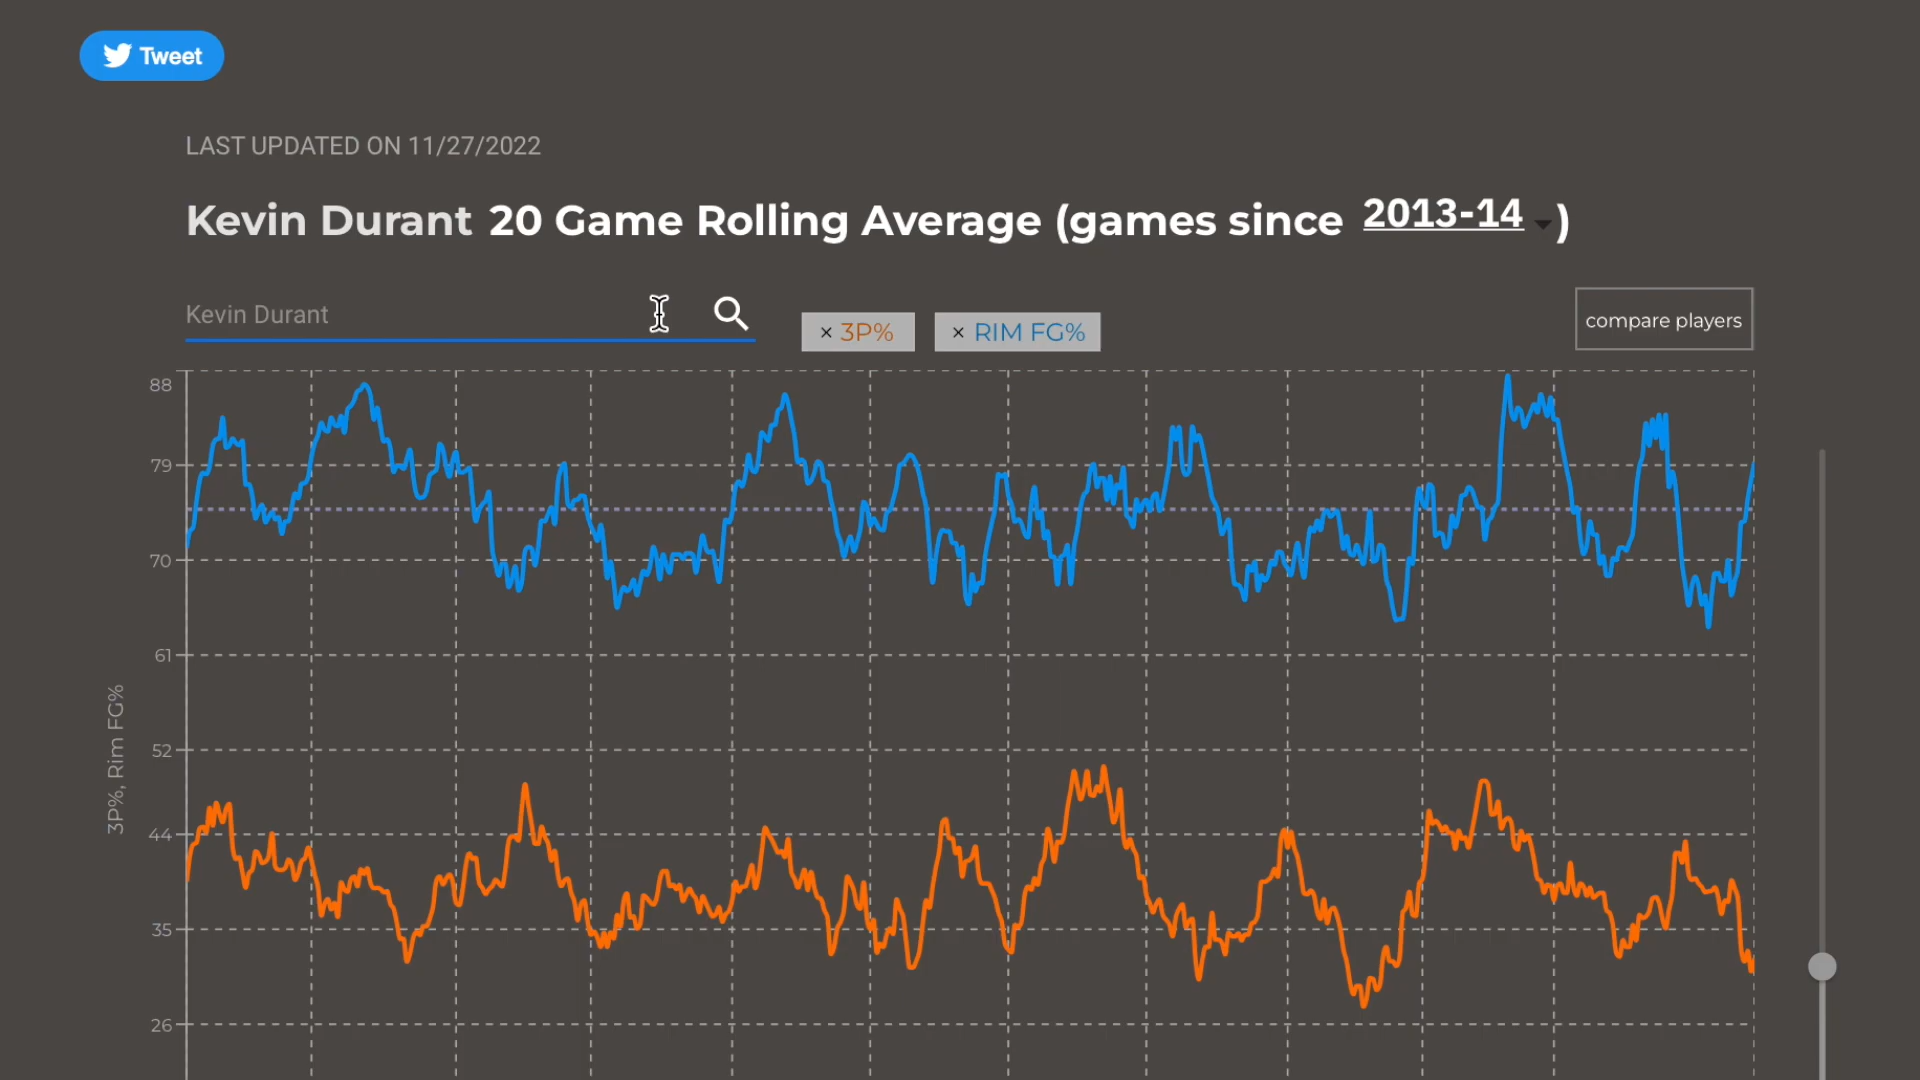 Tweet
LAST UPDATED ON 11/27/2022
Kevin Durant 20 Game Rolling Average (games since 2013-14 )
Kevin Durant
× 3P%
× RIM FG%
compare players
88
79
70
61
52
44
35
26
3P%, Rim FG%